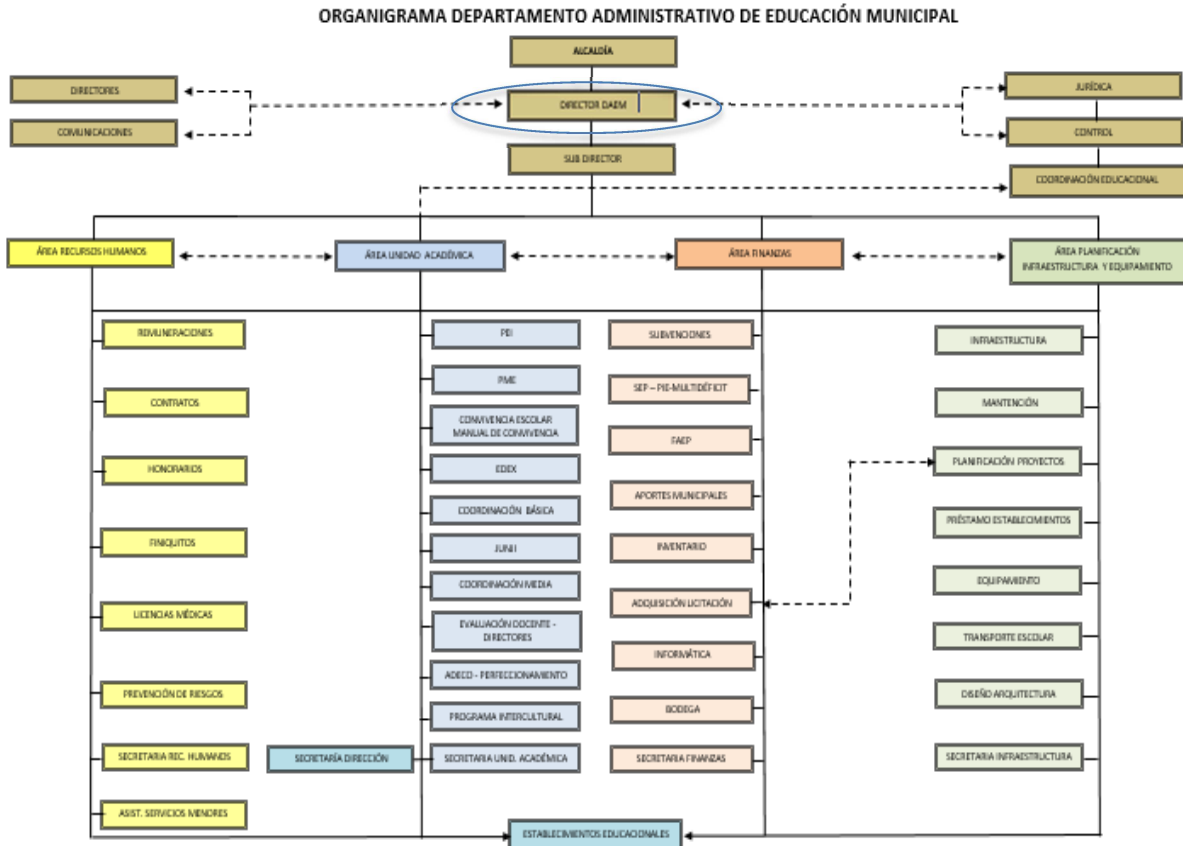 ORGANIGRAMA DEPARTAMENTO ADMINISTRATIVO DE EDUCACIÓN MUNICIPAL
ALCALDÍA
DIRECTORES
JURÍDICA
DIRECTOR DAEM
COMUNICACIONES
CONTROL
SUB DIRECTOR
COORDINACIÓN EDUCACIONAL
ÁREA RECURSOS HUMANOS
ÁREA UNIDAD ACADÉMICA
ÁREA FINANZAS
ÁREA PLANIFICACIÓN
INFRAESTRUCTURA Y EQUIPAMIENTO
REMUNERACIONES
CONTRATOS
HONORARIOS
FINIQUITOS
LICENCIAS MÉDICAS
PREVENCIÓN DE RIESGOS
SECRETARIA REC. HUMANOS
ASIST. SERVICIOS MENORES
SECRETARÍA DIRECCIÓN
PEI
PME
CONVIVENCIA ESCOLAR
MANUAL DE CONVIVENCIA
EDEX
COORDINACIÓN BÁSICA
JUNJI
COORDINACIÓN MEDIA
EVALUACIÓN DOCENTE -
DIRECTORES
ADECO - PERFECCIONAMIENTO
PROGRAMA INTERCULTURAL
SECRETARIA UNID. ACADÉMICA
SUBVENCIONES
SEP – PIE-MULTIDÉFICIT
FAEP
APORTES MUNICIPALES
INVENTARIO
ADQUISICIÓN LICITACIÓN
INFORMÁTICA
BODEGA
SECRETARIA FINANZAS
INFRAESTRUCTURA
MANTENCIÓN
PLANIFICACIÓN PROYECTOS
PRÉSTAMO ESTABLECIMIENTOS
EQUIPAMIENTO
TRANSPORTE ESCOLAR
DISEÑO ARQUITECTURA
SECRETARIA INFRAESTRUCTURA
ESTABLECIMIENTOS EDUCACIONALES